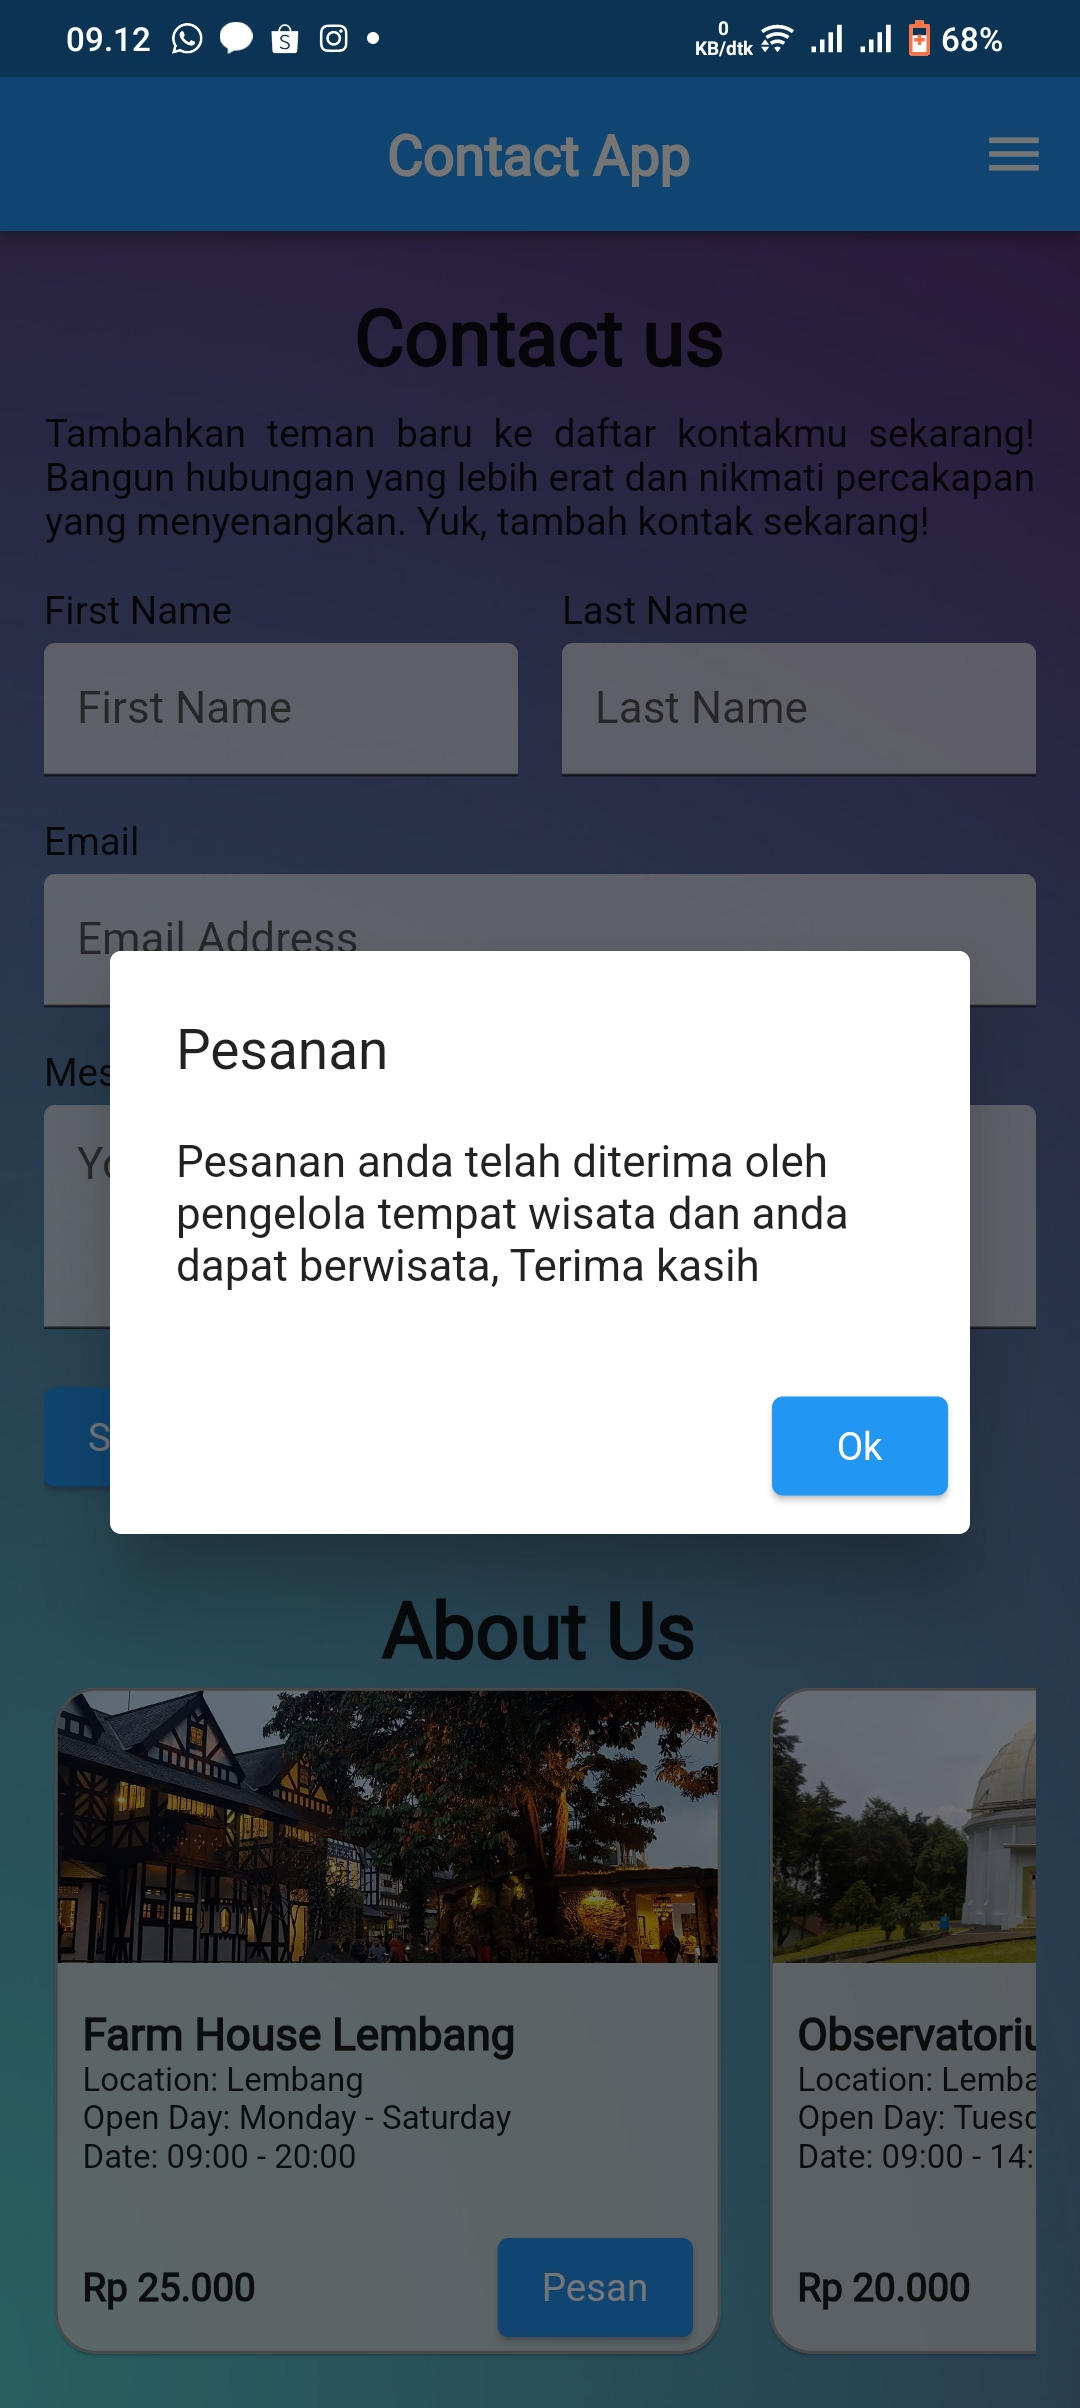 09.12
0
KB/dtk
68%
Contact App
Contact us
Tambahkan teman baru ke daftar kontakmu sekarang!
Bangun hubungan yang lebih erat dan nikmati percakapan
yang menyenangkan. Yuk, tambah kontak sekarang!
First Name Last Name
First Name Last Name
Email
Email Address
Mes
Yo
Pesanan
Pesanan anda telah diterima oleh
pengelola tempat wisata dan anda
dapat berwisata, Terima kasih
S
Ok
About Us
Farm House Lembang
Location: Lembang
Open Day: Monday - Saturday
Date: 09:00 - 20:00
Rp 25.000
Pesan
Observatoriu
Location: Lemba
Open Day: Tuesd
Date: 09:00 - 14:
Rp 20.000